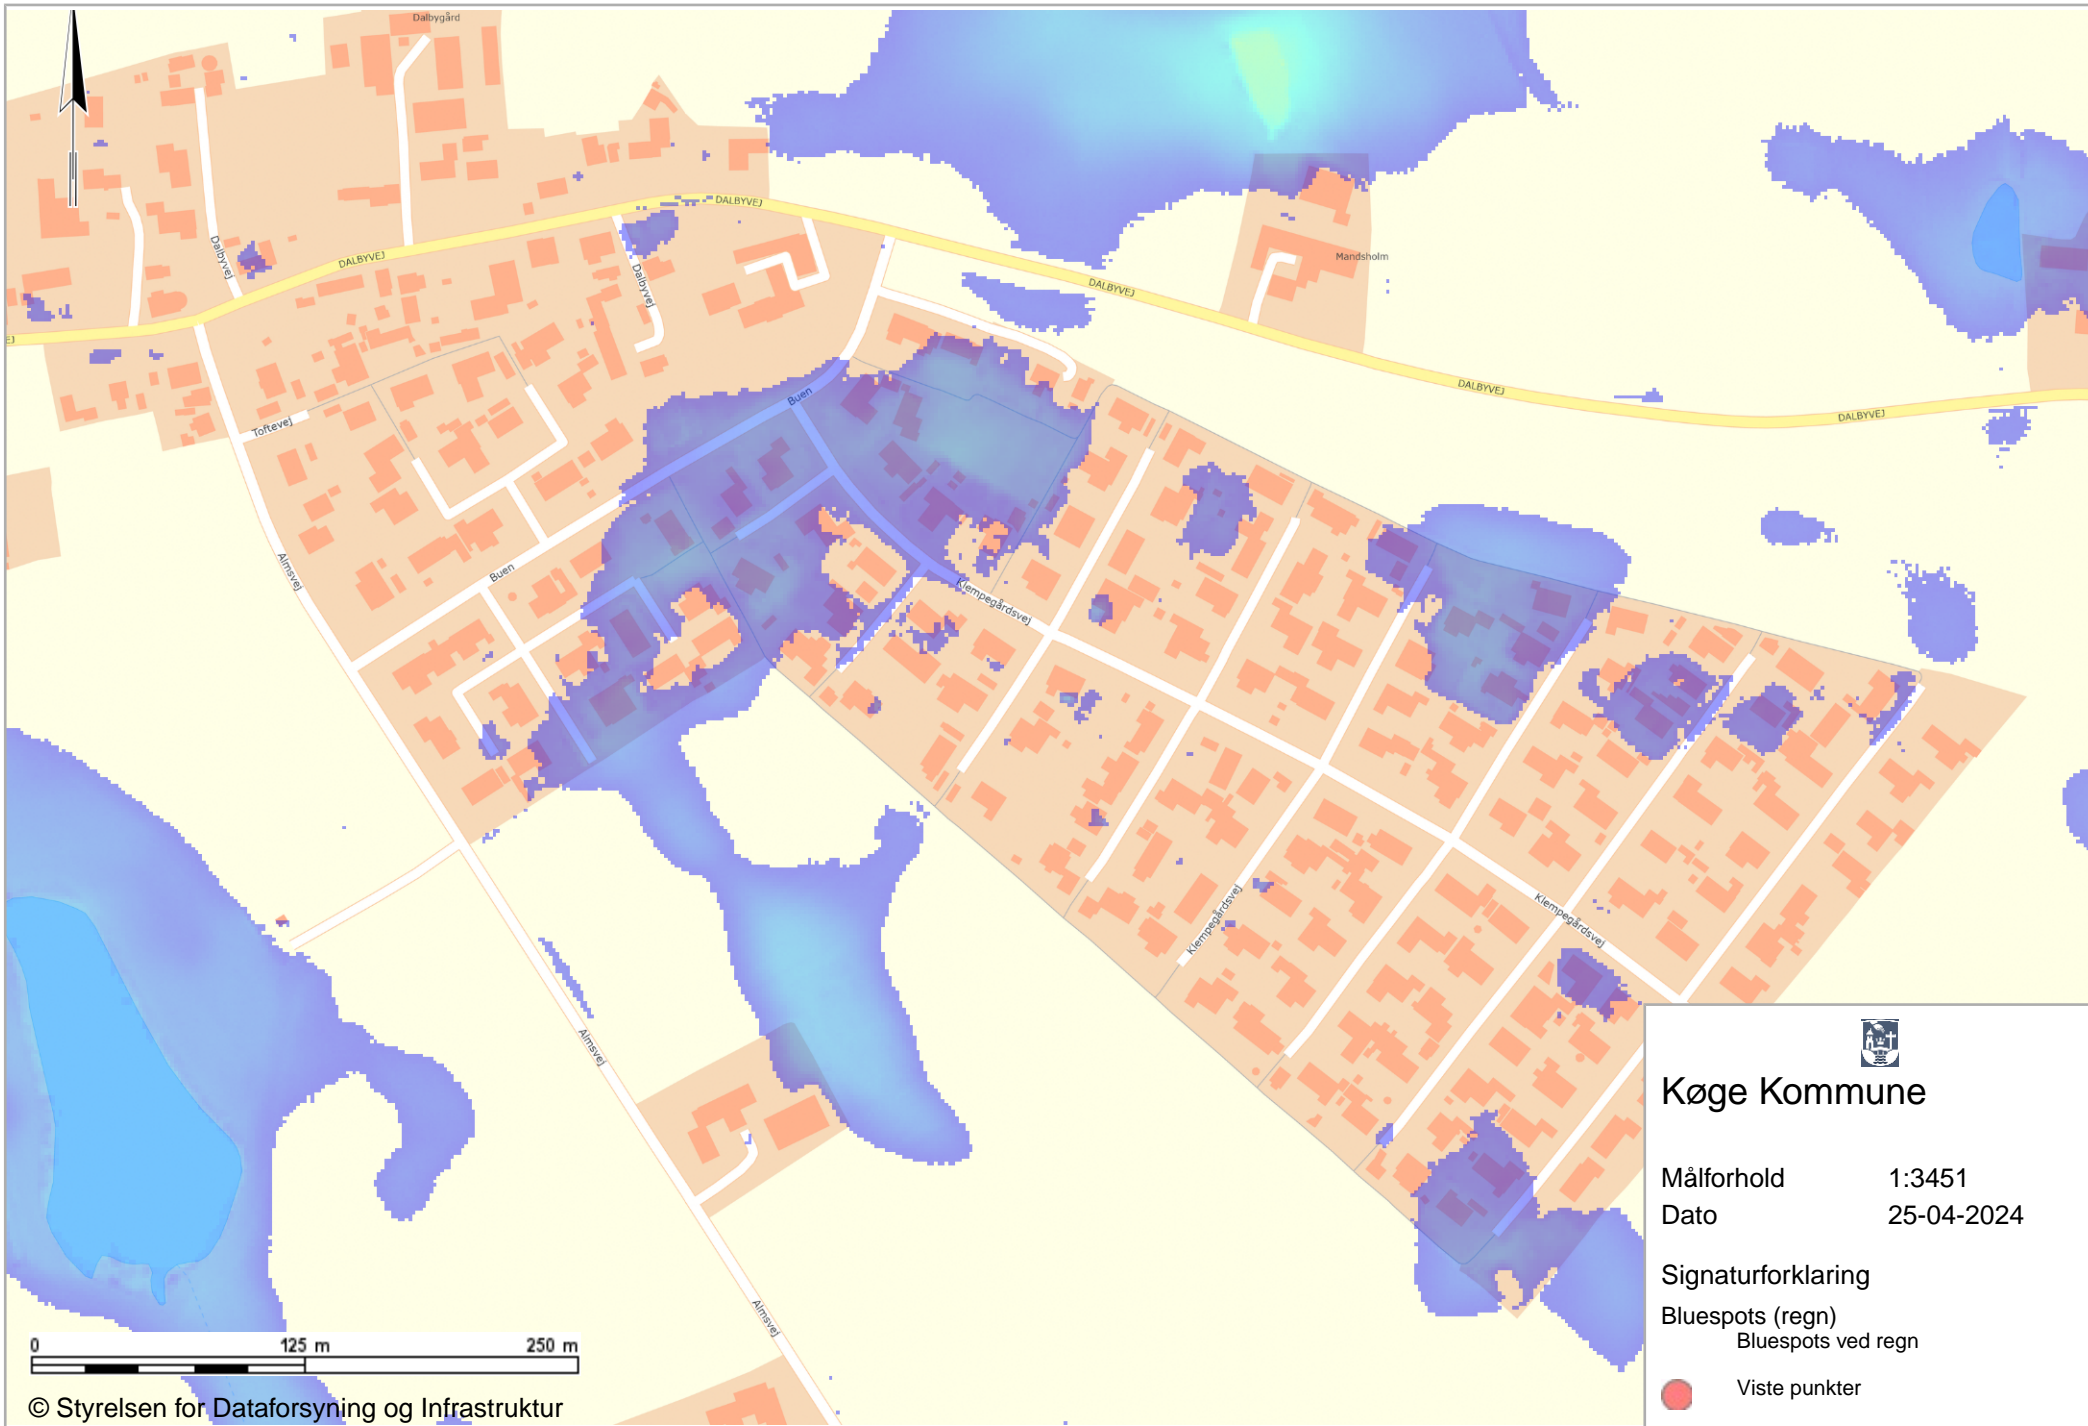 Dalbygård
DALBYVEJ
Dalbyvej
DALBYVEJ
Dalbyvej
Mandsholm
DALBYVEJ
EJ
DALBYVEJ
DALBYVEJ
Buen
Toftevej
Almsvej
Buen
Klempegårdsvej
Klempegårdsvej
Klempegårdsvej
Almsvej
Almsvej
Køge Kommune
Målforhold 1:3451
Dato 25-04-2024
Signaturforklaring
Bluespots (regn)
Bluespots ved regn
Viste punkter
0 125 m 250 m
© Styrelsen for Dataforsyning og Infrastruktur